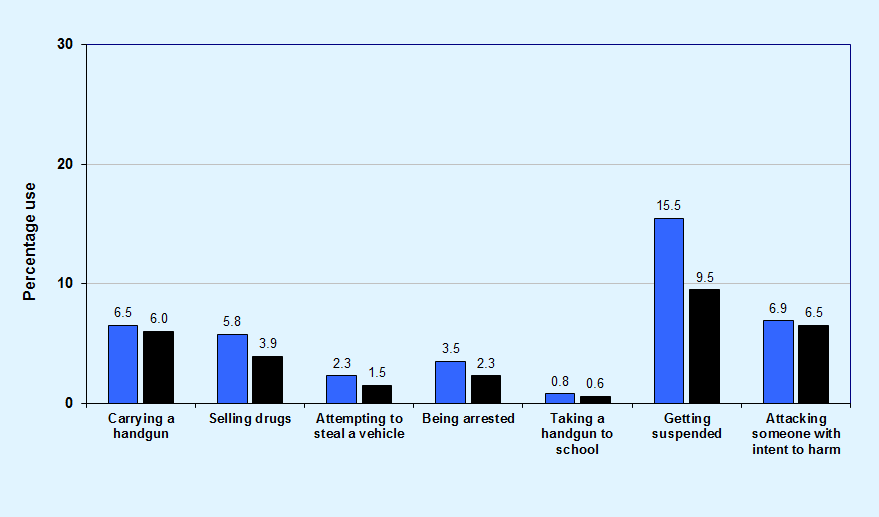 30
20
10
0
Percentage use
6.5 6.0
5.8 3.9
2.3 1.5
3.5 2.3
0.8 0.6
15.5 9.5
6.9 6.5
Carrying a
handgun
Selling drugs
Attempting to
steal a vehicle
Being arrested
Taking a
handgun to
school
Getting
suspended
Attacking
someone with
intent to harm